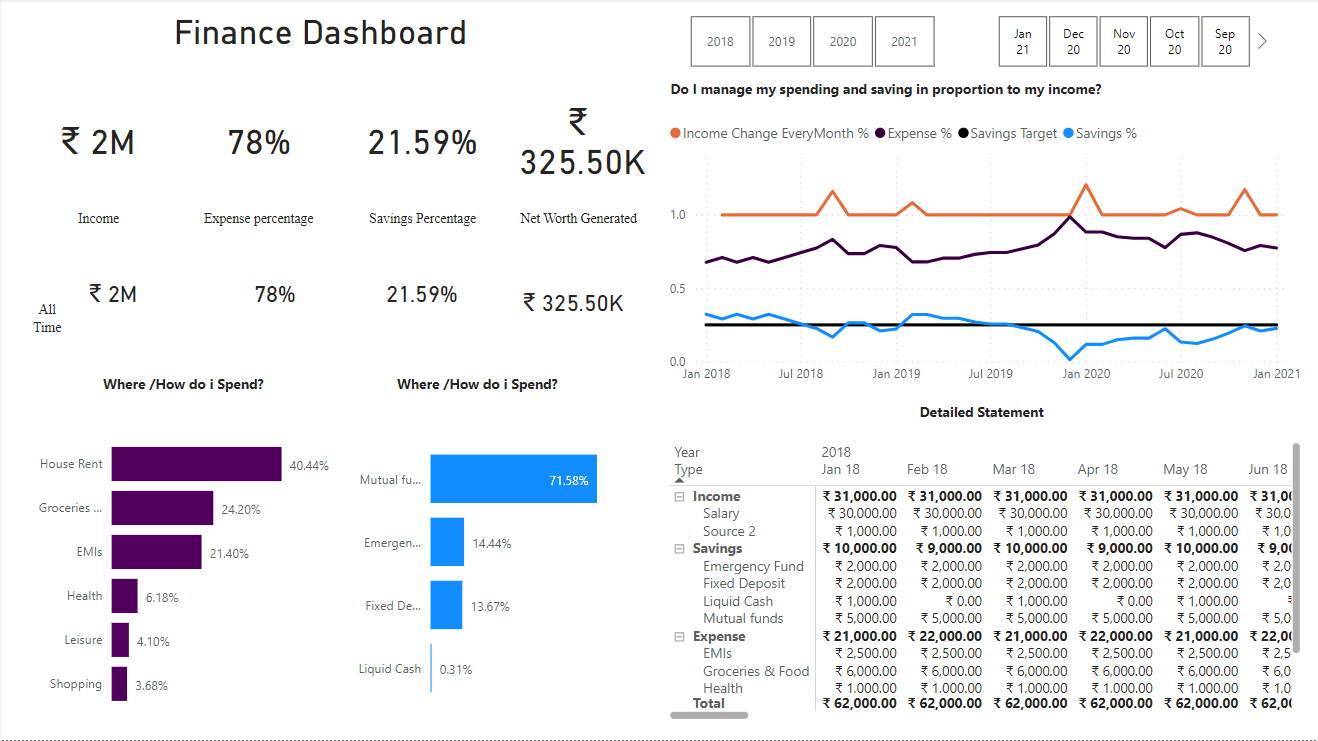 Finance Dashboard
2018 2019 2020 2021
Jan 21 Dec 20 Nov 20 Oct 20 Sep 20
₹ 2M 78% 21.59% ₹ 325.50K
Income Expense percentage Savings Percentage Net Worth Generated
All Time ₹ 2M 78% 21.59% ₹ 325.50K
Do I manage my spending and saving in proportion to my income?
Income Change EveryMonth % Expense % Savings Target Savings %
1.0
0.5
0.0
Jan 2018 Jul 2018 Jan 2019 Jul 2019 Jan 2020 Jul 2020 Jan 2021
Where /How do i Spend?
House Rent 40.44%
Groceries ... 24.20%
EMIs 21.40%
Health 6.18%
Leisure 4.10%
Shopping 3.68%
Where /How do i Spend?
Mutual fu... 71.58%
Emergen... 14.44%
Fixed De... 13.67%
Liquid Cash 0.31%
Detailed Statement
Year 2018
Type Jan 18 Feb 18 Mar 18 Apr 18 May 18 Jun 18
Income ₹ 31,000.00 ₹ 31,000.00 ₹ 31,000.00 ₹ 31,000.00 ₹ 31,000.00 ₹ 31,0
Salary ₹ 30,000.00 ₹ 30,000.00 ₹ 30,000.00 ₹ 30,000.00 ₹ 30,000.00 ₹ 30,0
Source 2 ₹ 1,000.00 ₹ 1,000.00 ₹ 1,000.00 ₹ 1,000.00 ₹ 1,000.00 ₹ 1,0
Savings ₹ 10,000.00 ₹ 9,000.00 ₹ 10,000.00 ₹ 9,000.00 ₹ 10,000.00 ₹ 9,0
Emergency Fund ₹ 2,000.00 ₹ 2,000.00 ₹ 2,000.00 ₹ 2,000.00 ₹ 2,000.00 ₹ 2,0
Fixed Deposit ₹ 2,000.00 ₹ 2,000.00 ₹ 2,000.00 ₹ 2,000.00 ₹ 2,000.00 ₹ 2,0
Liquid Cash ₹ 1,000.00 ₹ 0.00 ₹ 1,000.00 ₹ 0.00 ₹ 1,000.00
Mutual funds ₹ 5,000.00 ₹ 5,000.00 ₹ 5,000.00 ₹ 5,000.00 ₹ 5,000.00 ₹ 5,0
Expense ₹ 21,000.00 ₹ 22,000.00 ₹ 21,000.00 ₹ 22,000.00 ₹ 21,000.00 ₹ 22,0
EMIs ₹ 2,500.00 ₹ 2,500.00 ₹ 2,500.00 ₹ 2,500.00 ₹ 2,500.00 ₹ 2,5
Groceries & Food ₹ 6,000.00 ₹ 6,000.00 ₹ 6,000.00 ₹ 6,000.00 ₹ 6,000.00 ₹ 6,0
Health ₹ 1,000.00 ₹ 1,000.00 ₹ 1,000.00 ₹ 1,000.00 ₹ 1,000.00 ₹ 1,0
Total ₹ 62,000.00 ₹ 62,000.00 ₹ 62,000.00 ₹ 62,000.00 ₹ 62,000.00 ₹ 62,0